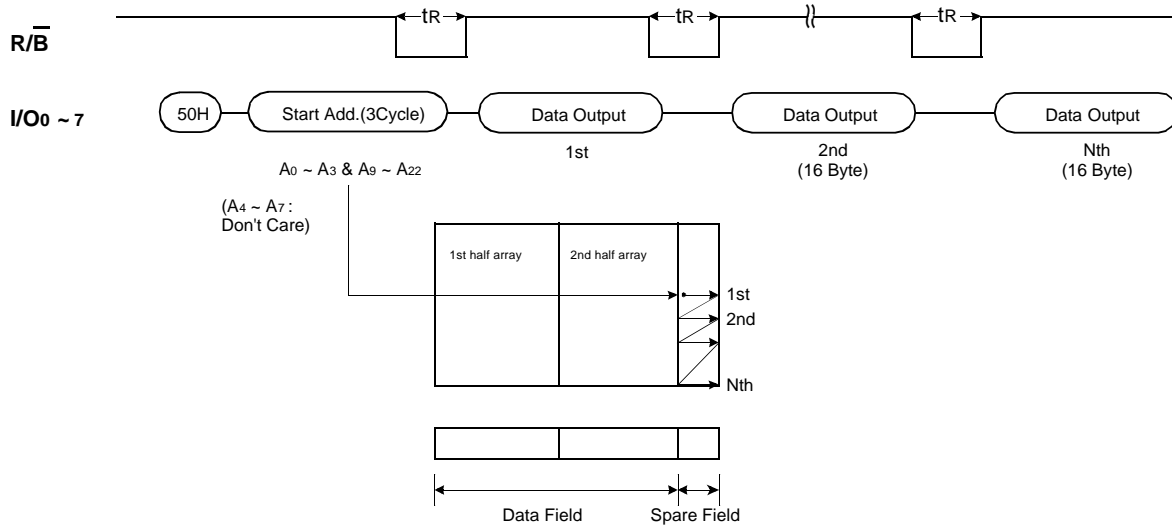 tR tR tR
R/B̅
I/O0 ~ 7 50H Start Add.(3Cycle) Data Output Data Output Data Output
1st 2nd Nth
(16 Byte) (16 Byte)
A0 ~ A3 & A9 ~ A22
(A4 ~ A7 :
Don't Care)
1st half array 2nd half array
1st
2nd
Nth
Data Field Spare Field